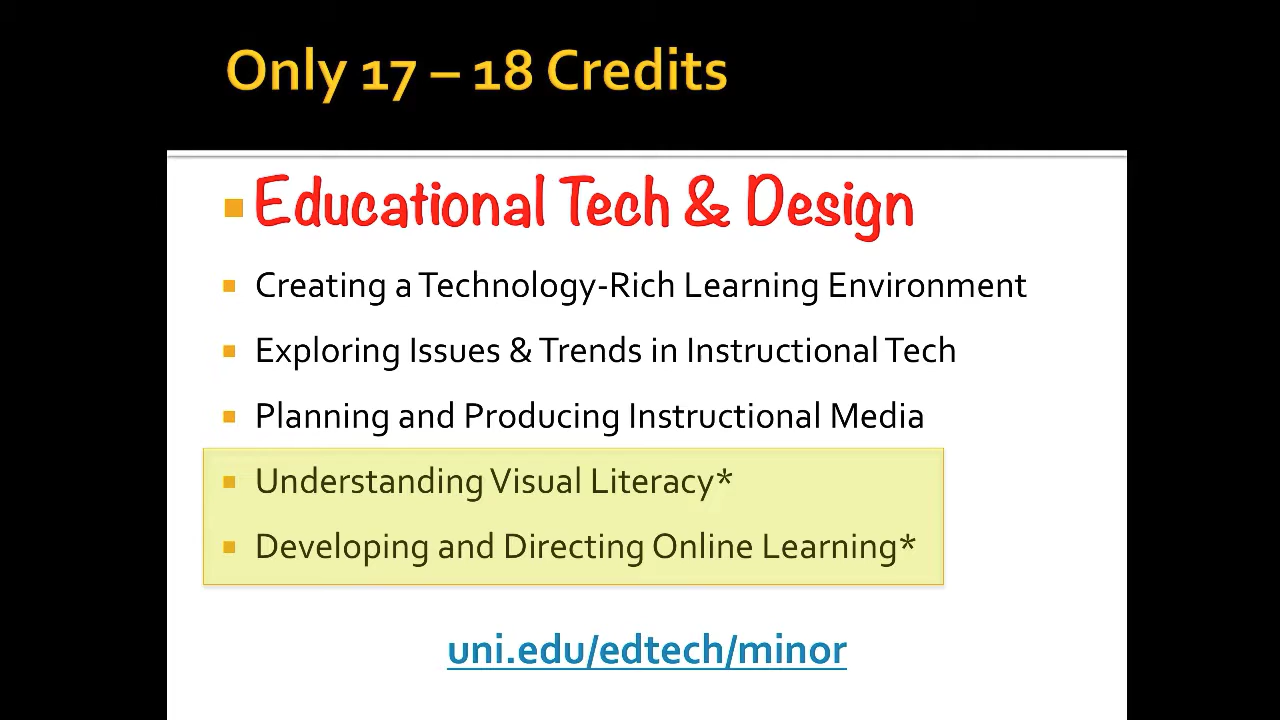 Only 17 – 18 Credits
Educational Tech & Design
Creating a Technology-Rich Learning Environment
Exploring Issues & Trends in Instructional Tech
Planning and Producing Instructional Media
Understanding Visual Literacy*
Developing and Directing Online Learning*
uni.edu/edtech/minor